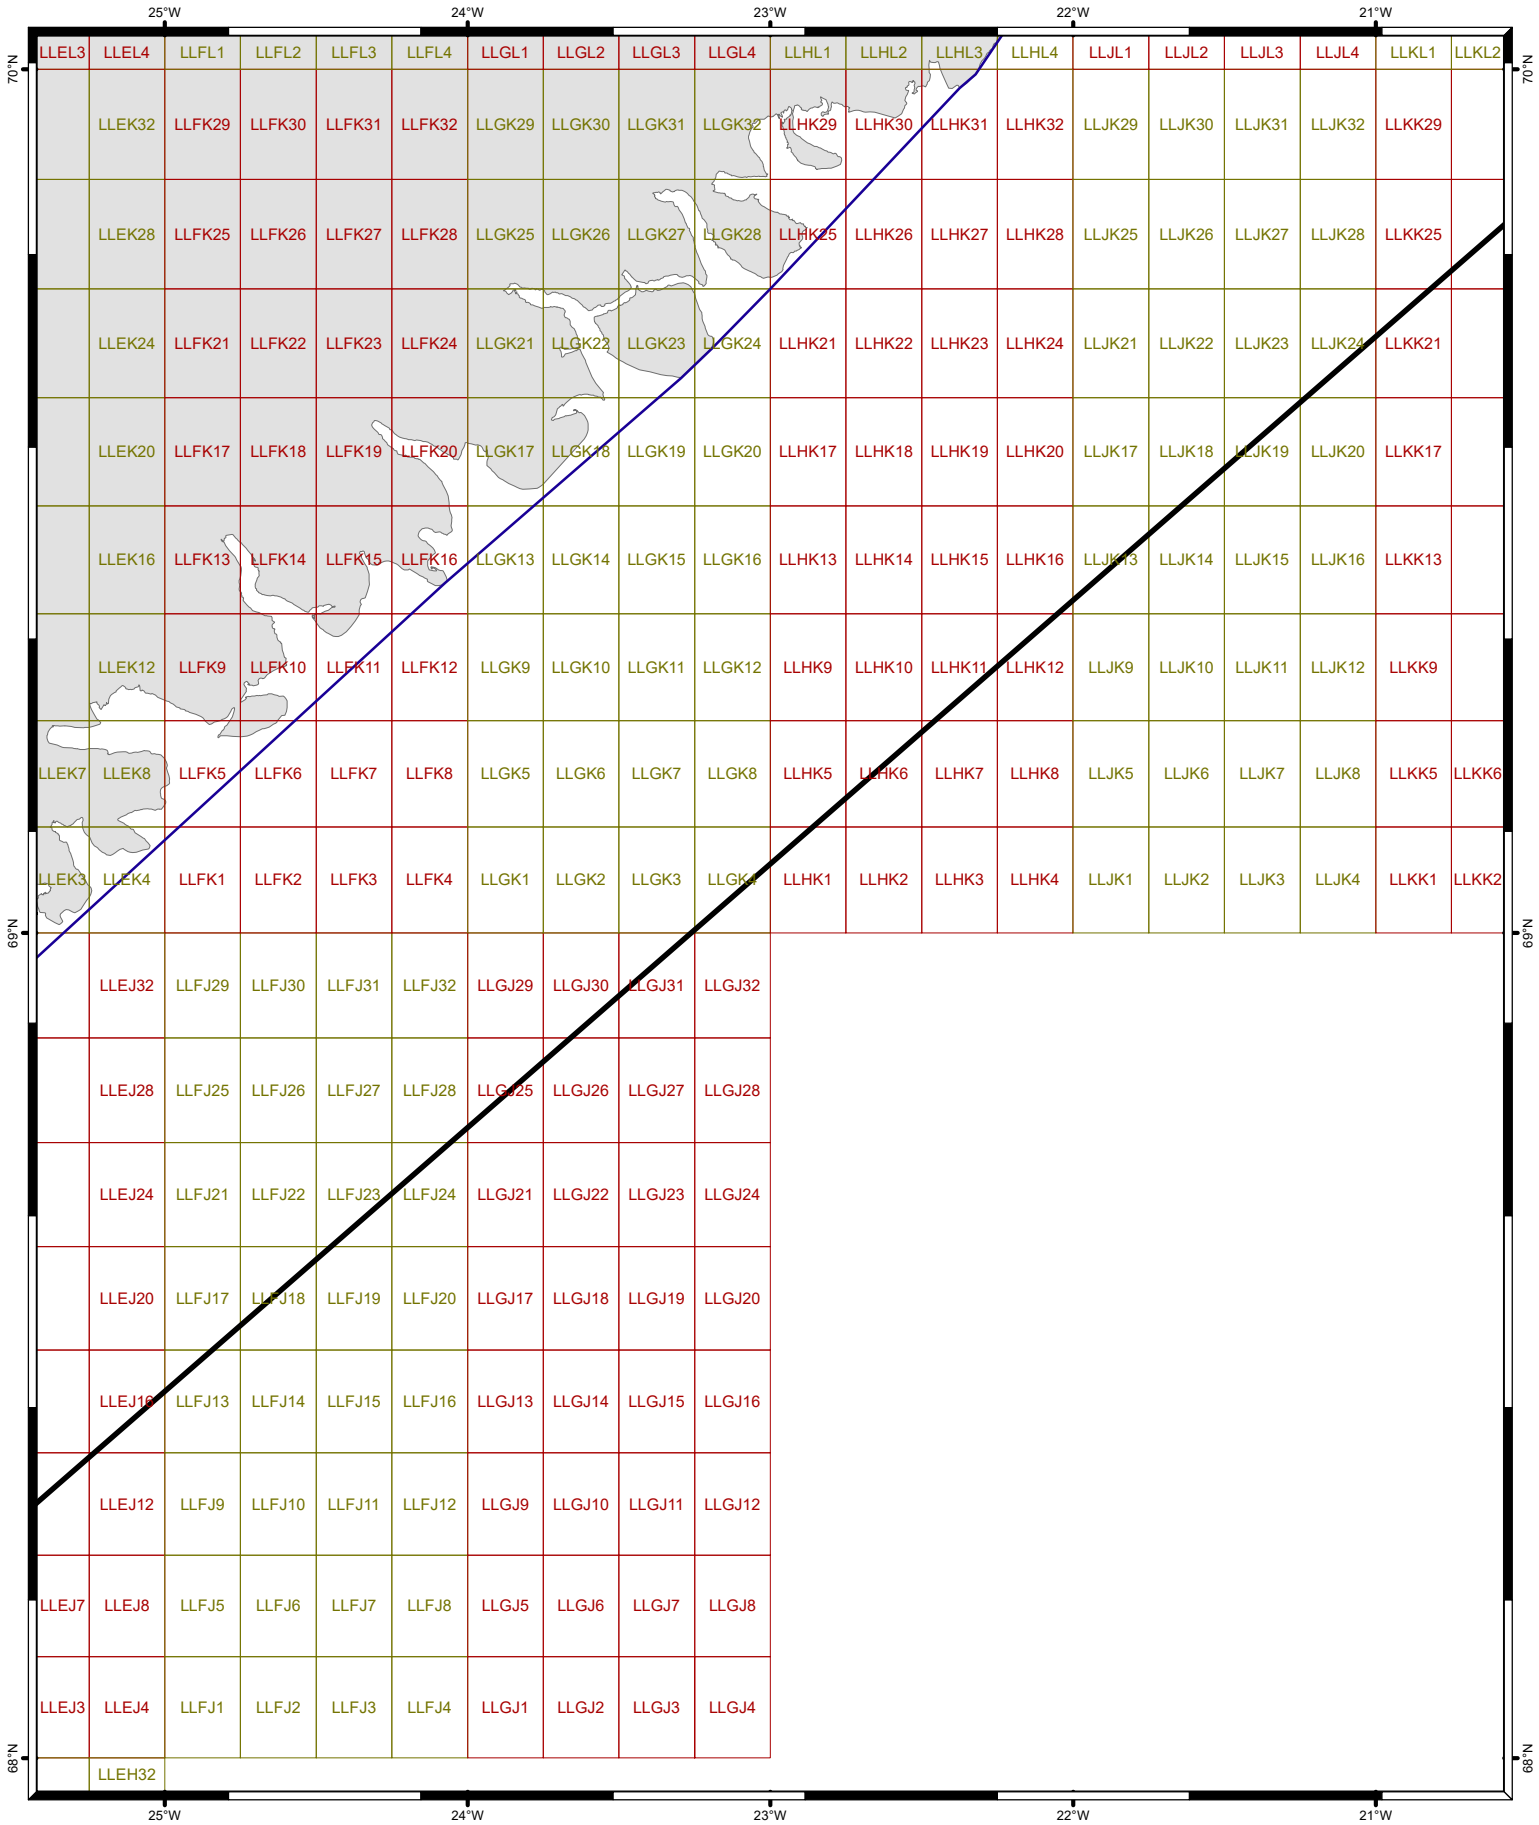 25°W 24°W 23°W 22°W 21°W
LLEL3 LLEL4 LLFL1 LLFL2 LLFL3 LLFL4 LLGL1 LLGL2 LLGL3 LLGL4 LLHL1 LLHL2 LLHL3 LLHL4 LLJL1 LLJL2 LLJL3 LLJL4 LLKL1 LLKL2
70°N 70°N
LLEK32 LLFK29 LLFK30 LLFK31 LLFK32 LLGK29 LLGK30 LLGK31 LLGK32 LLHK29 LLHK30 LLHK31 LLHK32 LLJK29 LLJK30 LLJK31 LLJK32 LLKK29
LLEK28 LLFK25 LLFK26 LLFK27 LLFK28 LLGK25 LLGK26 LLGK27 LLGK28 LLHK25 LLHK26 LLHK27 LLHK28 LLJK25 LLJK26 LLJK27 LLJK28 LLKK25
LLEK24 LLFK21 LLFK22 LLFK23 LLFK24 LLGK21 LLGK22 LLGK23 LLGK24 LLHK21 LLHK22 LLHK23 LLHK24 LLJK21 LLJK22 LLJK23 LLJK24 LLKK21
LLEK20 LLFK17 LLFK18 LLFK19 LLFK20 LLGK17 LLGK18 LLGK19 LLGK20 LLHK17 LLHK18 LLHK19 LLHK20 LLJK17 LLJK18 LLJK19 LLJK20 LLKK17
LLEK16 LLFK13 LLFK14 LLFK15 LLFK16 LLGK13 LLGK14 LLGK15 LLGK16 LLHK13 LLHK14 LLHK15 LLHK16 LLJK13 LLJK14 LLJK15 LLJK16 LLKK13
LLEK12 LLFK9 LLFK10 LLFK11 LLFK12 LLGK9 LLGK10 LLGK11 LLGK12 LLHK9 LLHK10 LLHK11 LLHK12 LLJK9 LLJK10 LLJK11 LLJK12 LLKK9
LLEK7 LLEK8 LLFK5 LLFK6 LLFK7 LLFK8 LLGK5 LLGK6 LLGK7 LLGK8 LLHK5 LLHK6 LLHK7 LLHK8 LLJK5 LLJK6 LLJK7 LLJK8 LLKK5 LLKK6
LLEK3 LLEK4 LLFK1 LLFK2 LLFK3 LLFK4 LLGK1 LLGK2 LLGK3 LLGK4 LLHK1 LLHK2 LLHK3 LLHK4 LLJK1 LLJK2 LLJK3 LLJK4 LLKK1 LLKK2
69°N 69°N
LLEJ32 LLFJ29 LLFJ30 LLFJ31 LLFJ32 LLGJ29 LLGJ30 LLGJ31 LLGJ32
LLEJ28 LLFJ25 LLFJ26 LLFJ27 LLFJ28 LLGJ25 LLGJ26 LLGJ27 LLGJ28
LLEJ24 LLFJ21 LLFJ22 LLFJ23 LLFJ24 LLGJ21 LLGJ22 LLGJ23 LLGJ24
LLEJ20 LLFJ17 LLFJ18 LLFJ19 LLFJ20 LLGJ17 LLGJ18 LLGJ19 LLGJ20
LLEJ16 LLFJ13 LLFJ14 LLFJ15 LLFJ16 LLGJ13 LLGJ14 LLGJ15 LLGJ16
LLEJ12 LLFJ9 LLFJ10 LLFJ11 LLFJ12 LLGJ9 LLGJ10 LLGJ11 LLGJ12
LLEJ7 LLEJ8 LLFJ5 LLFJ6 LLFJ7 LLFJ8 LLGJ5 LLGJ6 LLGJ7 LLGJ8
LLEJ3 LLEJ4 LLFJ1 LLFJ2 LLFJ3 LLFJ4 LLGJ1 LLGJ2 LLGJ3 LLGJ4
68°N 68°N
LLEH32
25°W 24°W 23°W 22°W 21°W